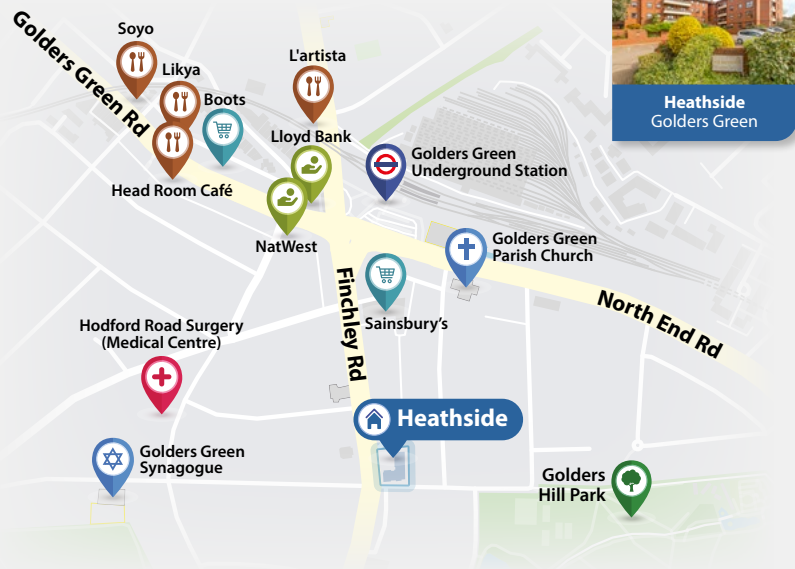 Golders Green Rd
Soyo
Likya
Boots
L'artista
Lloyd Bank
Head Room Café
NatWest
Golders Green
Underground Station
Heathside
Golders Green
Golders Green
Parish Church
North End Rd
Finchley Rd
Sainsbury's
Hodford Road Surgery
(Medical Centre)
Heathside
Golders Green
Synagogue
Golders
Hill Park